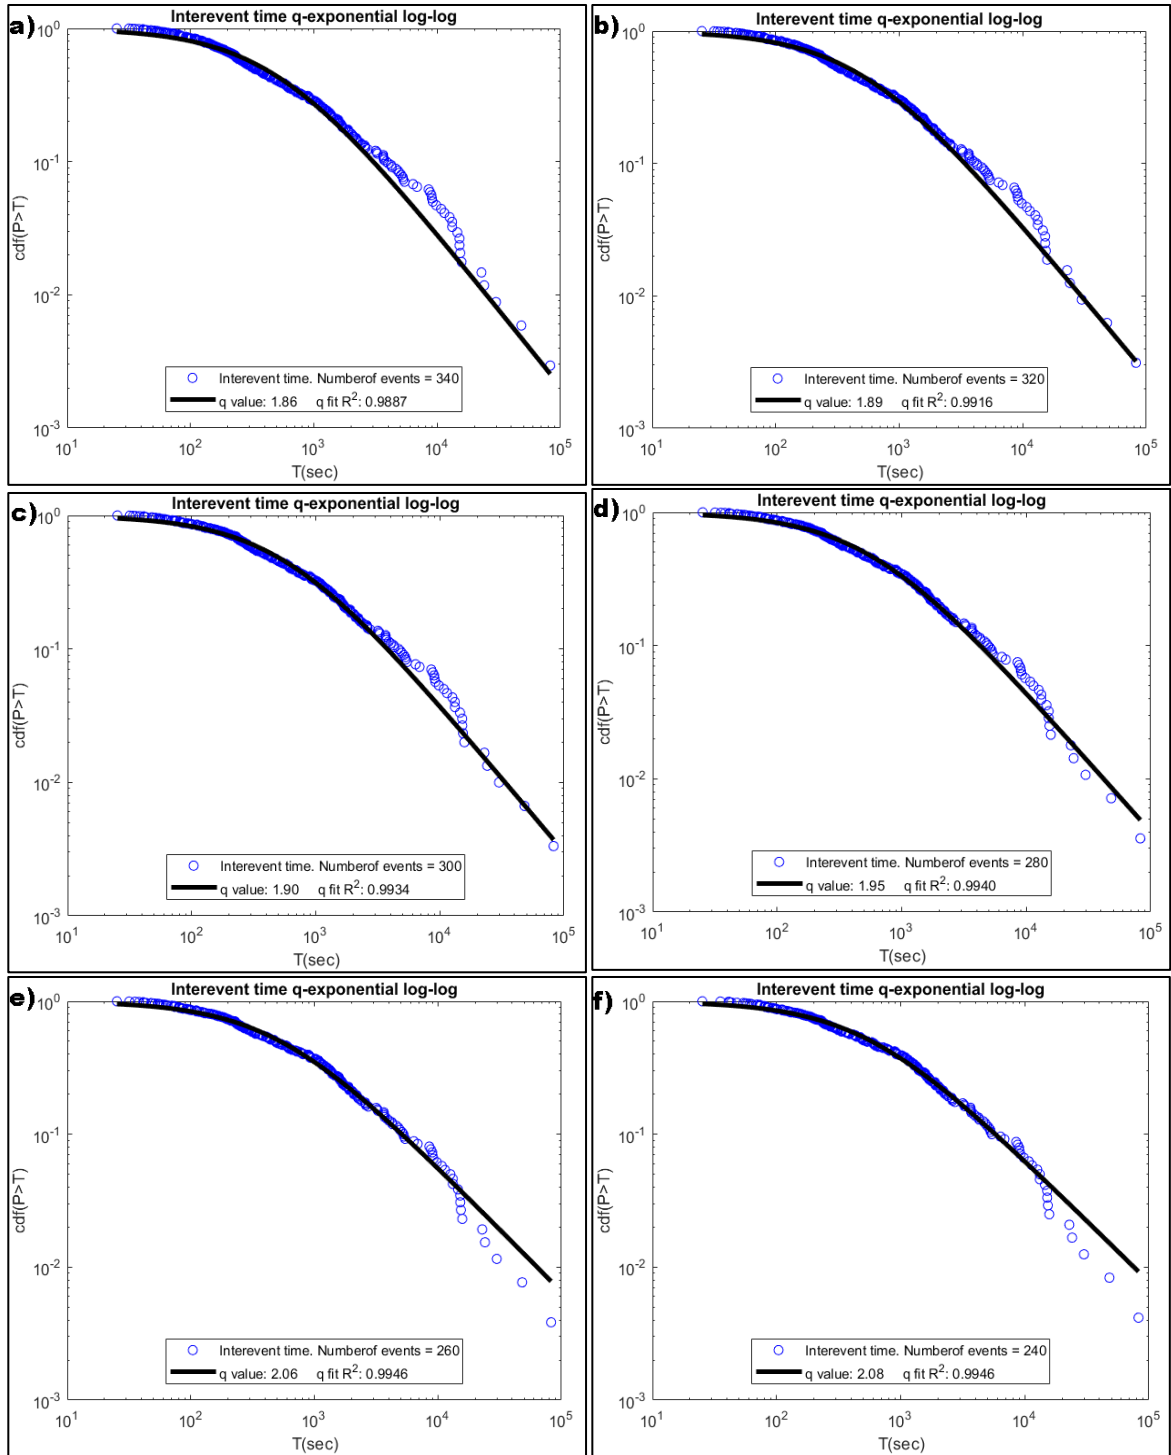 a)
Interevent time q-exponential log-log
10^0
10^-1
10^-2
10^-3
cdf(P>T)
Interevent time. Numberof events = 340
q value: 1.86 q fit R^2: 0.9887
10^1 10^2 10^3 10^4 10^5
T(sec)
b)
Interevent time q-exponential log-log
10^0
10^-1
10^-2
10^-3
cdf(P>T)
Interevent time. Numberof events = 320
q value: 1.89 q fit R^2: 0.9916
10^1 10^2 10^3 10^4 10^5
T(sec)
c)
Interevent time q-exponential log-log
10^0
10^-1
10^-2
10^-3
cdf(P>T)
Interevent time. Numberof events = 300
q value: 1.90 q fit R^2: 0.9934
10^1 10^2 10^3 10^4 10^5
T(sec)
d)
Interevent time q-exponential log-log
10^0
10^-1
10^-2
10^-3
cdf(P>T)
Interevent time. Numberof events = 280
q value: 1.95 q fit R^2: 0.9940
10^1 10^2 10^3 10^4 10^5
T(sec)
e)
Interevent time q-exponential log-log
10^0
10^-1
10^-2
10^-3
cdf(P>T)
Interevent time. Numberof events = 260
q value: 2.06 q fit R^2: 0.9946
10^1 10^2 10^3 10^4 10^5
T(sec)
f)
Interevent time q-exponential log-log
10^0
10^-1
10^-2
10^-3
cdf(P>T)
Interevent time. Numberof events = 240
q value: 2.08 q fit R^2: 0.9946
10^1 10^2 10^3 10^4 10^5
T(sec)